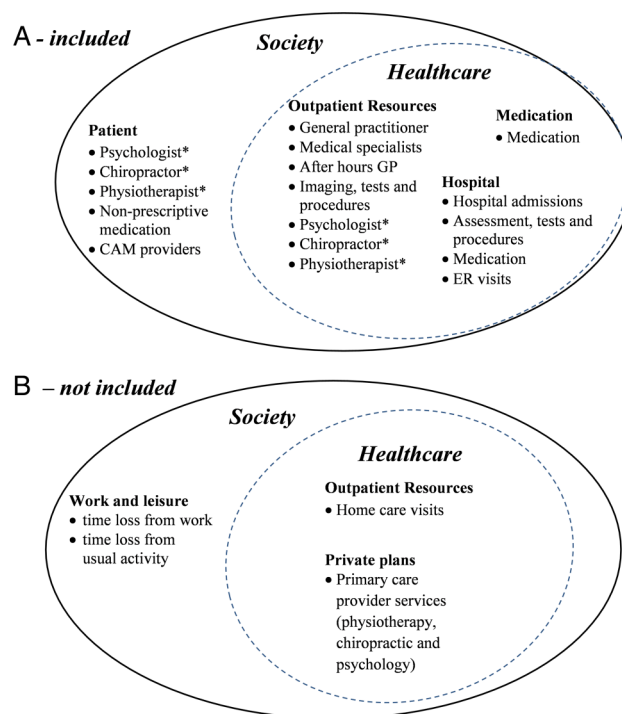 A - included
Society
Healthcare
Patient
• Psychologist*
• Chiropractor*
• Physiotherapist*
• Non-prescriptive
medication
• CAM providers
Outpatient Resources
• General practitioner
• Medical specialists
• After hours GP
• Imaging, tests and
procedures
• Psychologist*
• Chiropractor*
• Physiotherapist*
Medication
• Medication
Hospital
• Hospital admissions
• Assessment, tests and
procedures
• Medication
• ER visits
B – not included
Society
Healthcare
Work and leisure
• time loss from work
• time loss from
usual activity
Outpatient Resources
• Home care visits
Private plans
• Primary care
provider services
(physiotherapy,
chiropractic and
psychology)